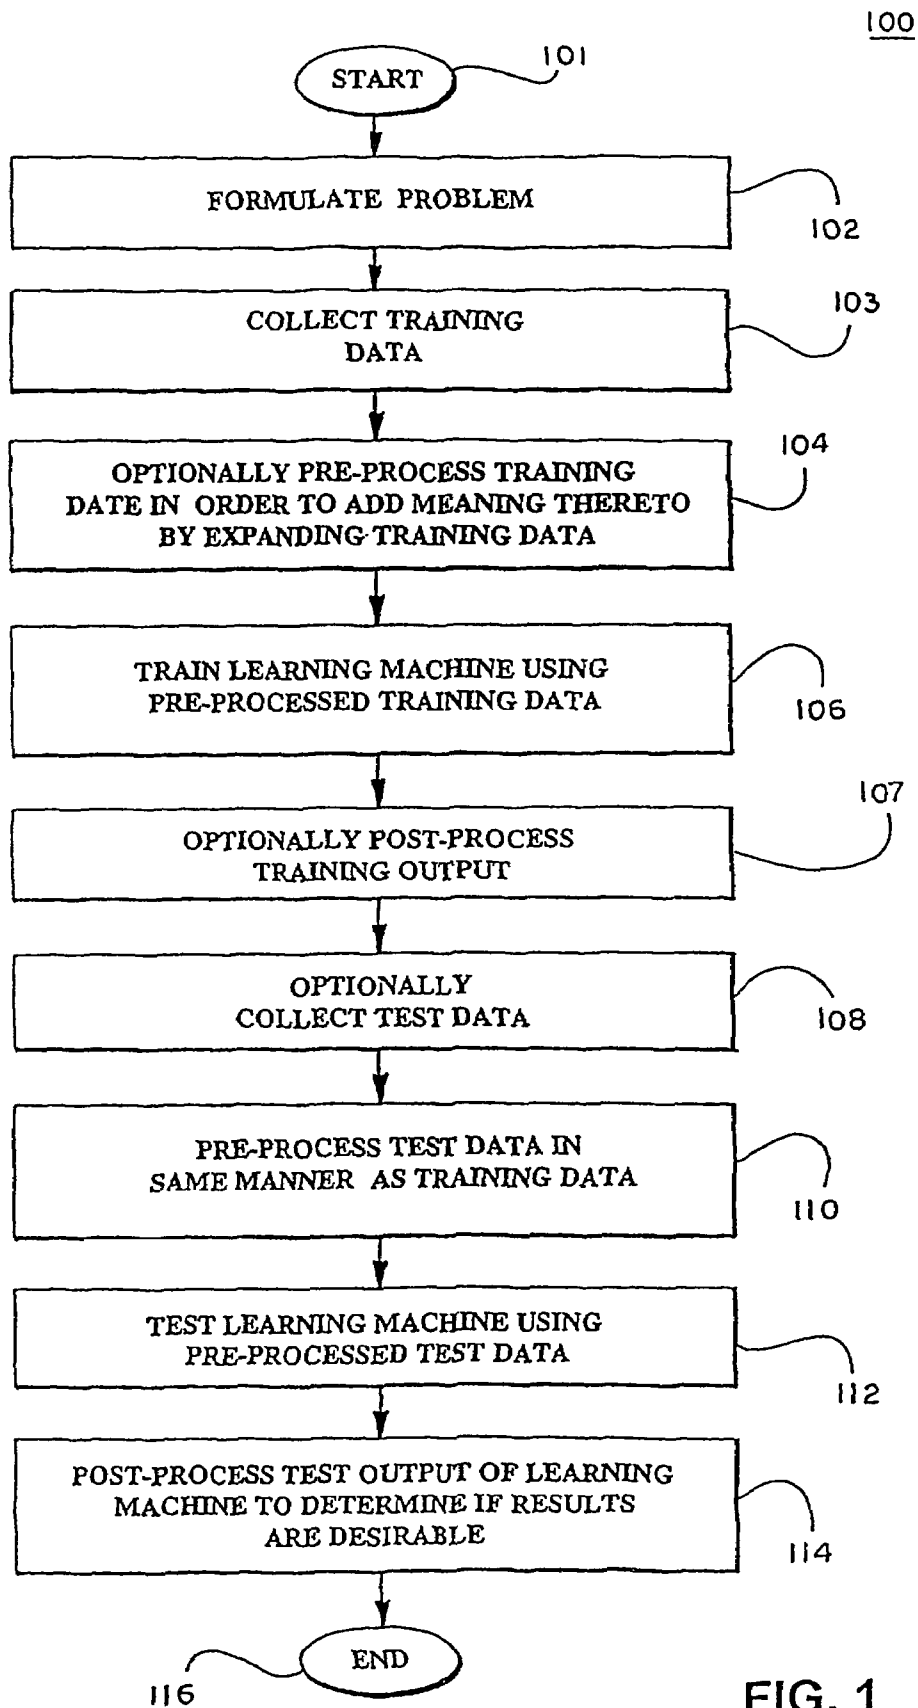 100
START
101
FORMULATE PROBLEM
102
COLLECT TRAINING
DATA
103
OPTIONALLY PRE-PROCESS TRAINING
DATE IN ORDER TO ADD MEANING THERETO
BY EXPANDING TRAINING DATA
104
TRAIN LEARNING MACHINE USING
PRE-PROCESSED TRAINING DATA
106
OPTIONALLY POST-PROCESS
TRAINING OUTPUT
107
OPTIONALLY
COLLECT TEST DATA
108
PRE-PROCESS TEST DATA IN
SAME MANNER AS TRAINING DATA
110
TEST LEARNING MACHINE USING
PRE-PROCESSED TEST DATA
112
POST-PROCESS TEST OUTPUT OF LEARNING
MACHINE TO DETERMINE IF RESULTS
ARE DESIRABLE
114
END
116
FIG. 1